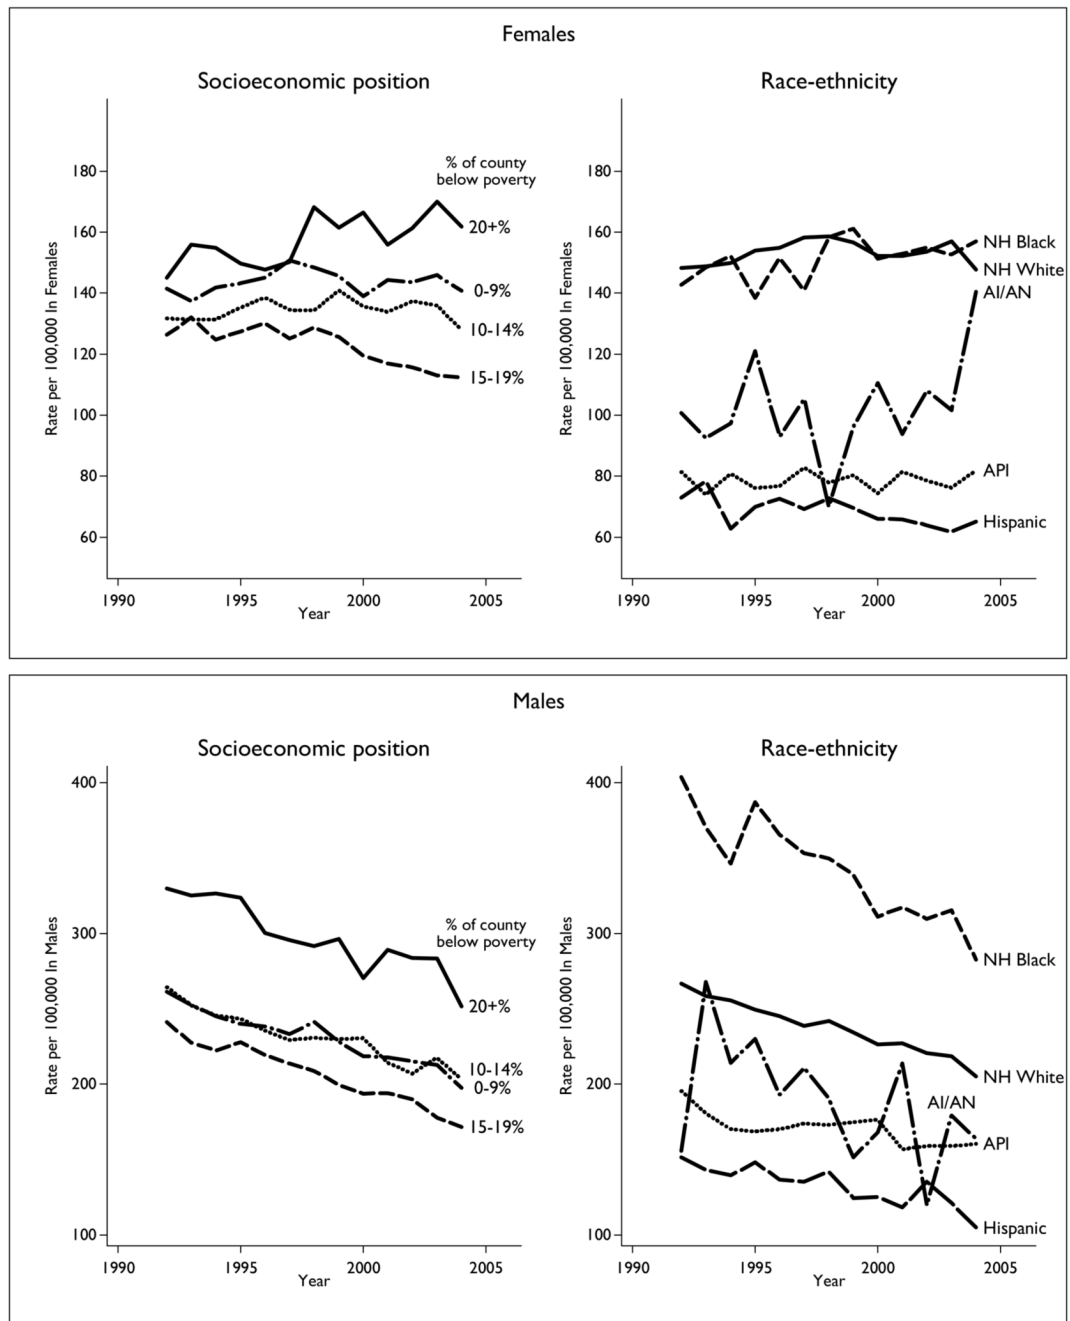 Females
Socioeconomic position
Race-ethnicity
Rate per 100,000 In Females
180
160
140
120
100
80
60
% of county
below poverty
20+%
0-9%
10-14%
15-19%
1990
1995
2000
2005
Year
Rate per 100,000 In Females
180
160
140
120
100
80
60
NH Black
NH White
AI/AN
API
Hispanic
1990
1995
2000
2005
Year
Males
Socioeconomic position
Race-ethnicity
Rate per 100,000 In Males
400
300
200
100
% of county
below poverty
20+%
10-14%
0-9%
15-19%
1990
1995
2000
2005
Year
Rate per 100,000 In Males
400
300
200
100
NH Black
NH White
AI/AN
API
Hispanic
1990
1995
2000
2005
Year